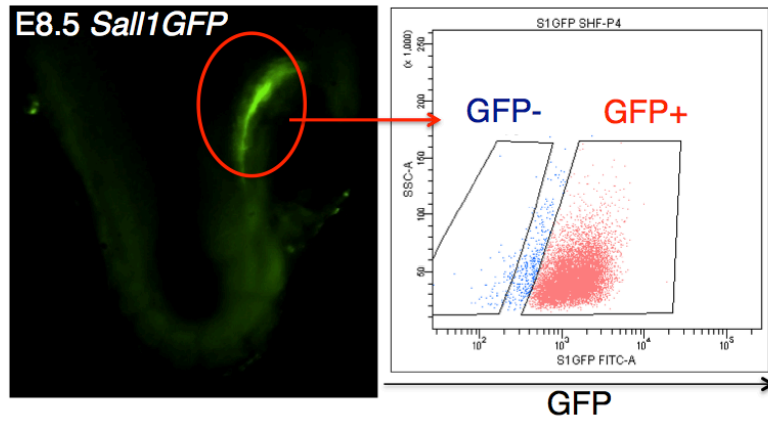 E8.5 Sall1GFP
S1GFP SHF-P4
GFP-
GFP+
(x 1,000)
SSC-A
250
200
150
100
50
10²
10³
10⁴
10⁵
S1GFP FITC-A
GFP